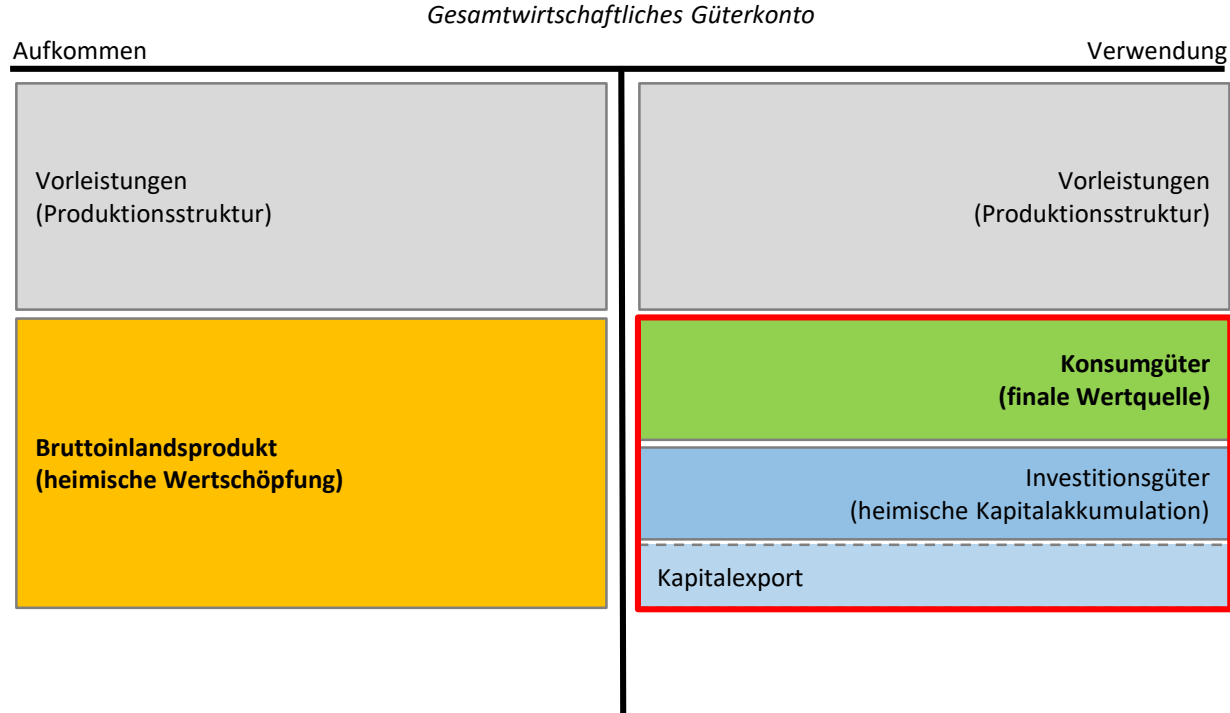 Gesamtwirtschaftliches Güterkonto
Aufkommen
Verwendung
Vorleistungen
(Produktionsstruktur)
Vorleistungen
(Produktionsstruktur)
Bruttoinlandsprodukt
(heimische Wertschöpfung)
Konsumgüter
(finale Wertquelle)
Investitionsgüter
(heimische Kapitalakkumulation)
Kapitalexport